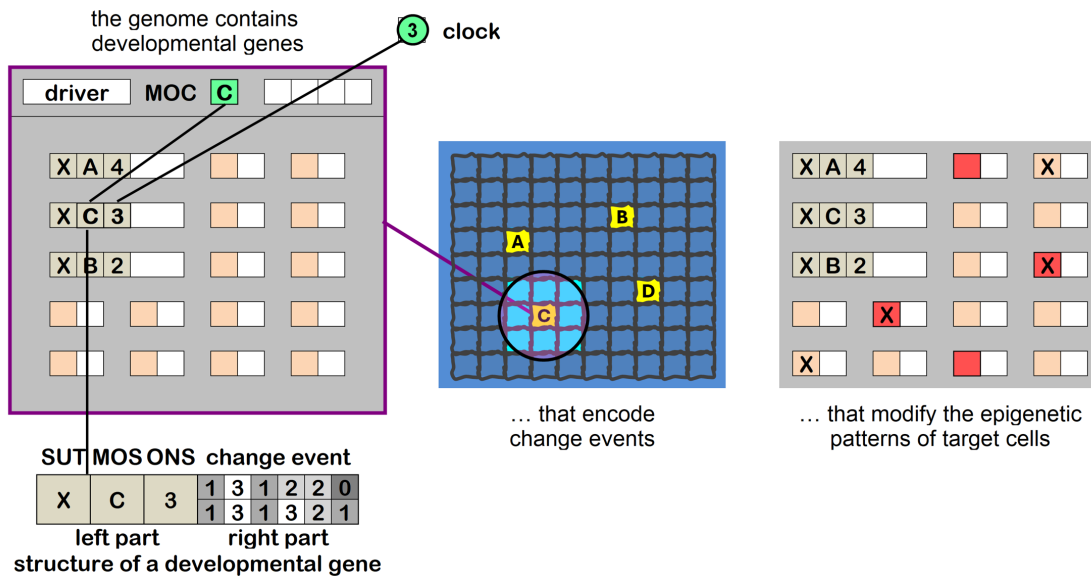 the genome contains
developmental genes
3 clock
driver MOC C
X A 4
X C 3
X B 2
A
B
C
D
… that encode
change events
X A 4 X
X C 3
X B 2 X
X
X
… that modify the epigenetic
patterns of target cells
SUT MOS ONS change event
X C 3 1 3 1 2 2 0
1 3 1 3 2 1
left part right part
structure of a developmental gene